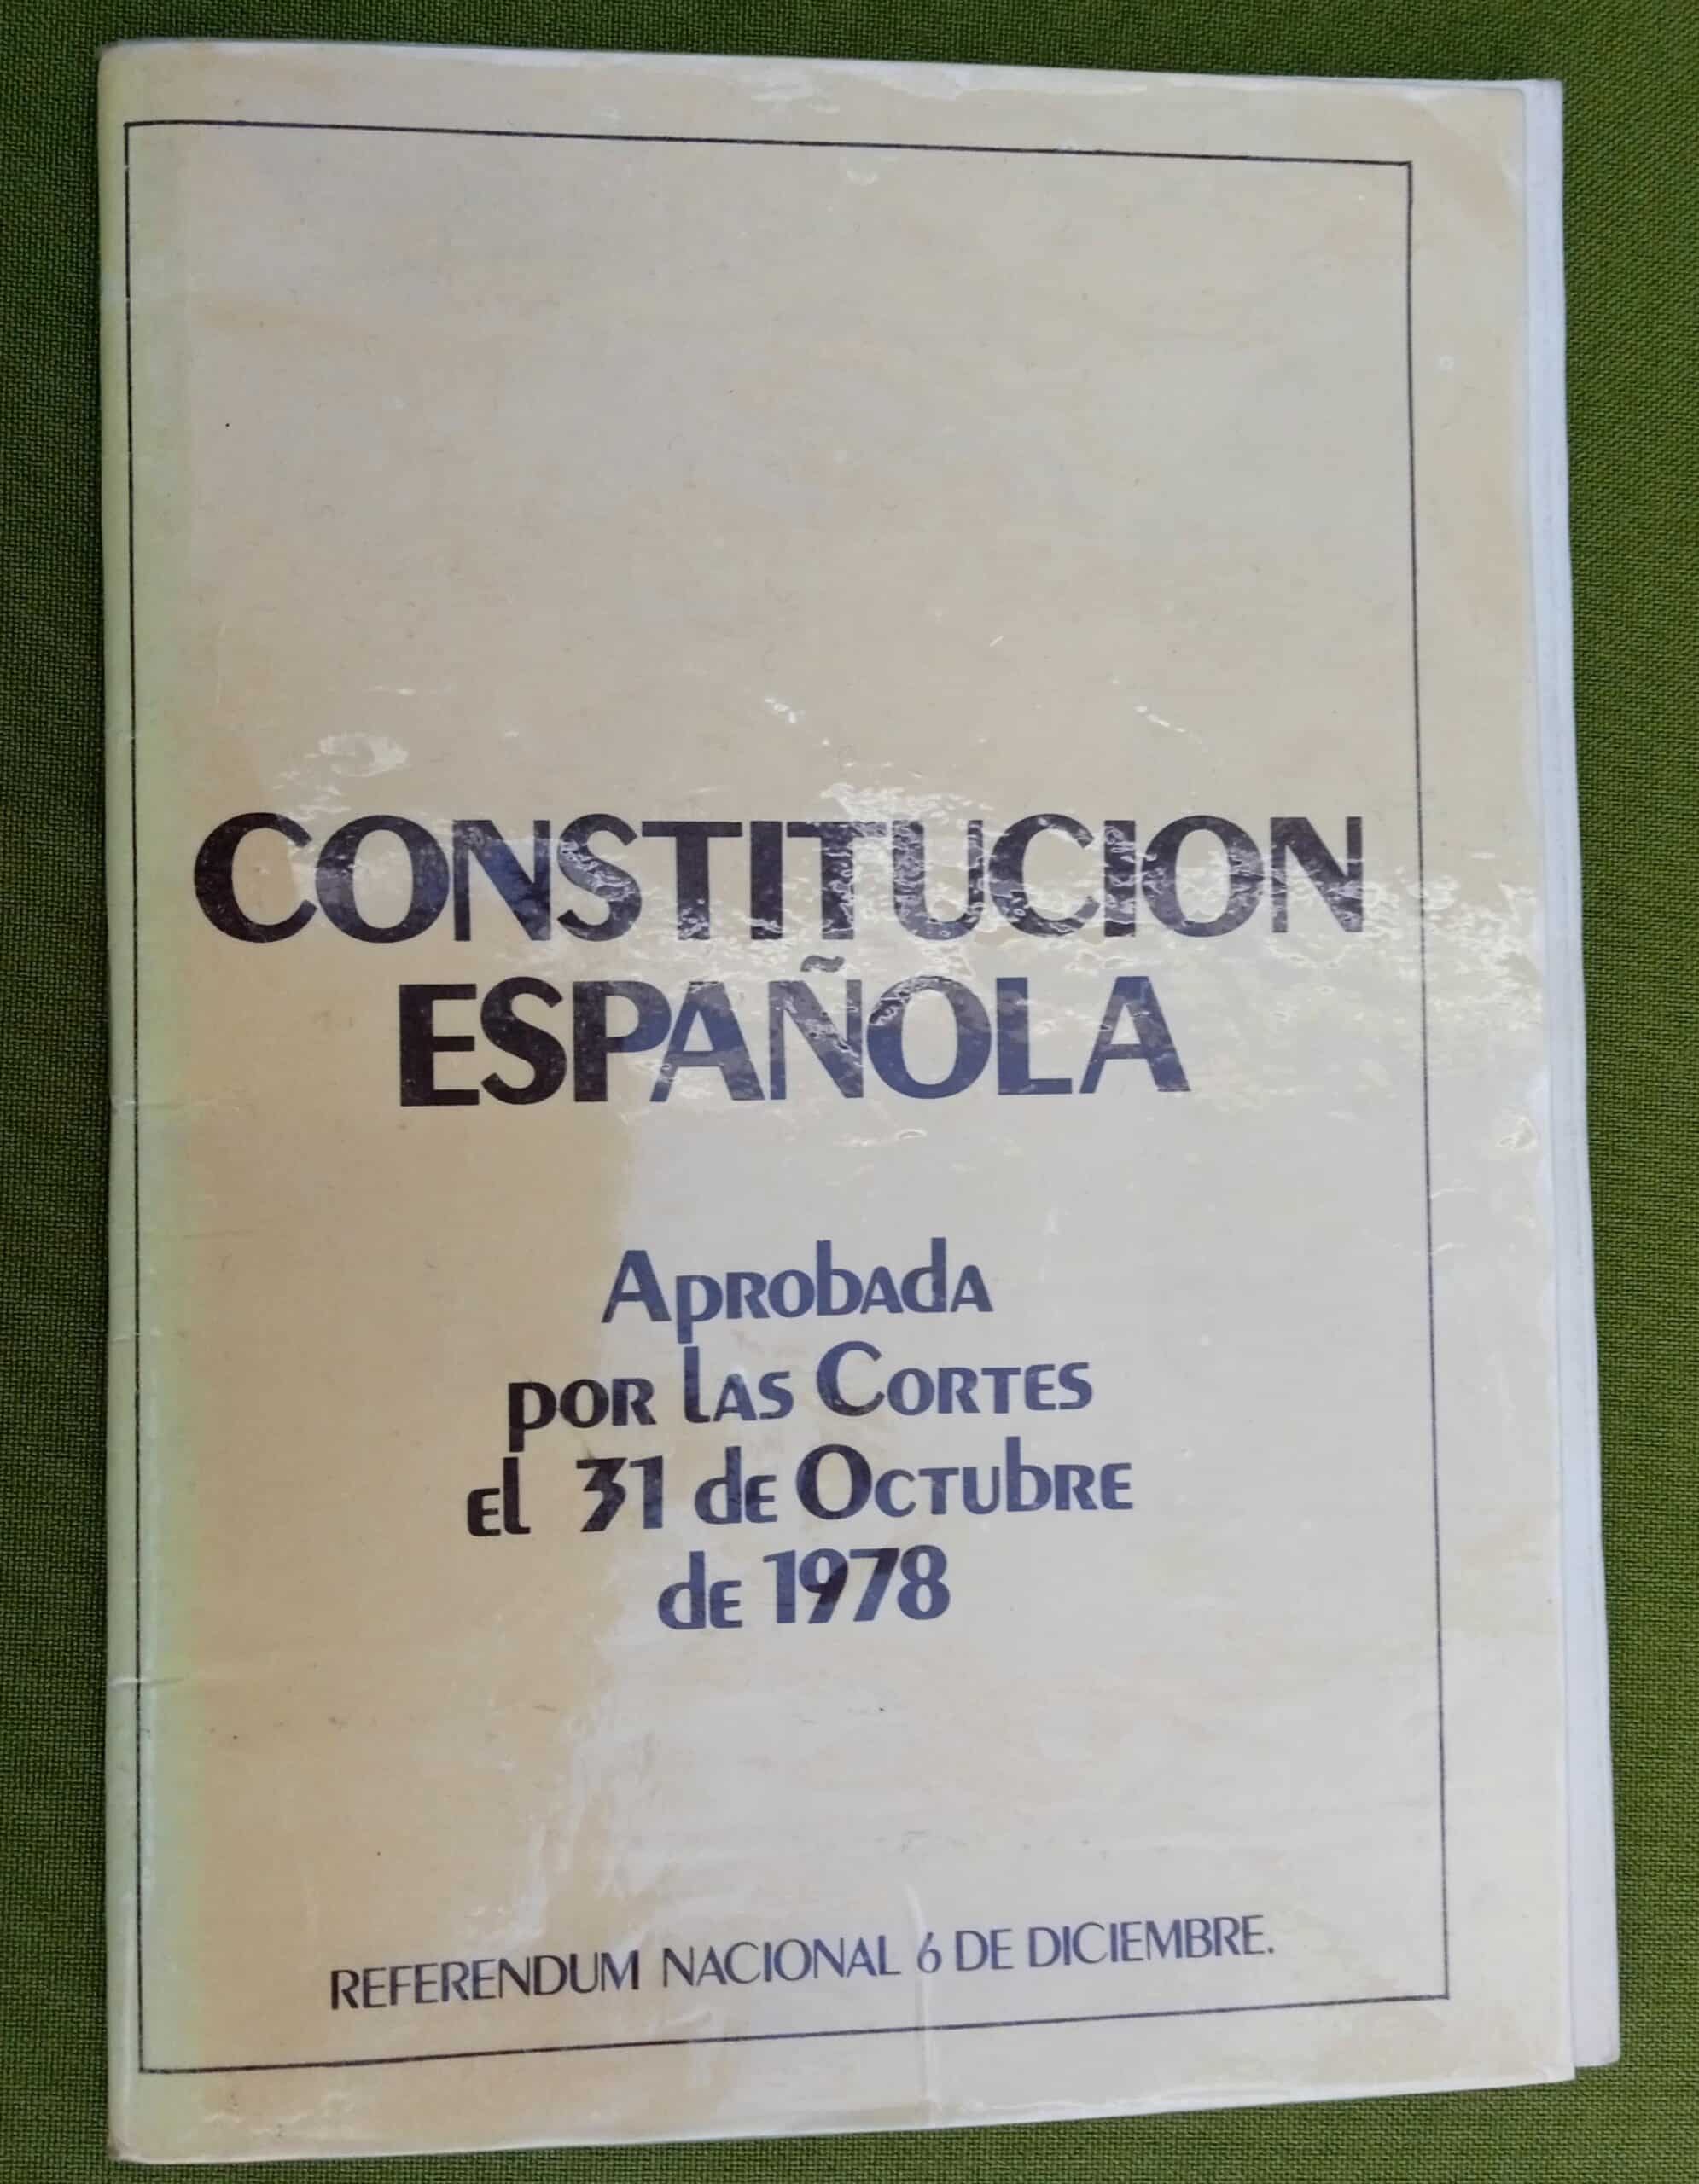 CONSTITUCION
ESPAÑOLA
Aprobada
por las Cortes
el 31 de Octubre
de 1978
REFERENDUM NACIONAL 6 DE DICIEMBRE.